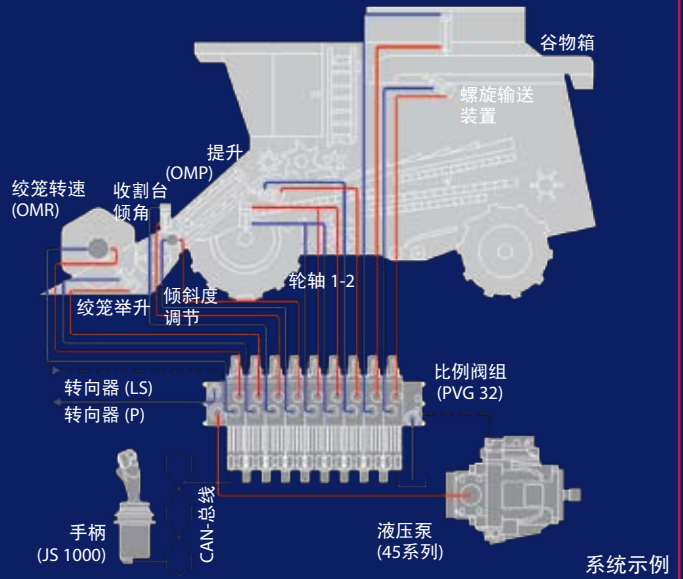 谷物箱
螺旋输送
装置
提升
(OMP)
绞笼转速
(OMR)
收割台
倾角
轮轴 1-2
绞笼举升
倾斜度
调节
转向器 (LS)
转向器 (P)
比例阀组
(PVG 32)
手柄
(JS 1000)
CAN-总线
液压泵
(45系列)
系统示例